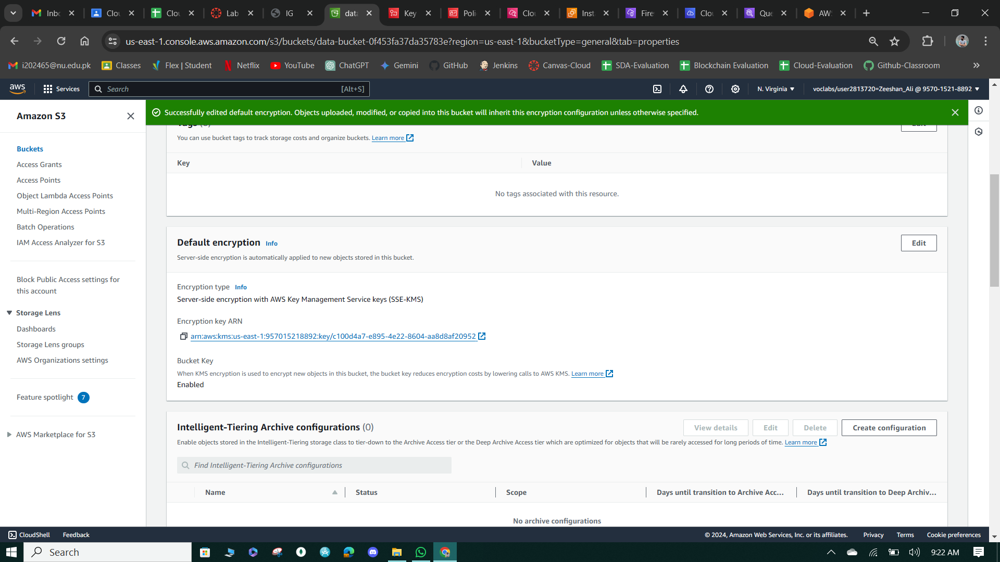 Inbo
Clou
Clou
Lab
IG
data
Key
Poli
Clou
Inst
Fire
Clo
Que
AW
us-east-1.console.aws.amazon.com/s3/buckets/data-bucket-0f453fa37da35783e?region=us-east-1&bucketType=general&tab=properties
i202465@nu.edu.pk
Classes
Flex | Student
Netflix
YouTube
ChatGPT
Gemini
GitHub
Jenkins
Canvas-Cloud
SDA-Evaluation
Blockchain Evaluation
Cloud-Evaluation
Github-Classroom
aws
Services
Search
[Alt+S]
N. Virginia
voclabs/user2813720=Zeeshan_Ali @ 9570-1521-8892
Amazon S3
Successfully edited default encryption. Objects uploaded, modified, or copied into this bucket will inherit this encryption configuration unless otherwise specified.
Buckets
Access Grants
Access Points
Object Lambda Access Points
Multi-Region Access Points
Batch Operations
IAM Access Analyzer for S3
Block Public Access settings for
this account
Storage Lens
Dashboards
Storage Lens groups
AWS Organizations settings
Feature spotlight 7
AWS Marketplace for S3
Tags (0)
Edit
You can use bucket tags to track storage costs and organize buckets. Learn more
Key
Value
No tags associated with this resource.
Default encryption Info
Edit
Server-side encryption is automatically applied to new objects stored in this bucket.
Encryption type Info
Server-side encryption with AWS Key Management Service keys (SSE-KMS)
Encryption key ARN
arn:aws:kms:us-east-1:957015218892:key/c100d4a7-e895-4e22-8604-aa8d8af20952
Bucket Key
When KMS encryption is used to encrypt new objects in this bucket, the bucket key reduces encryption costs by lowering calls to AWS KMS. Learn more
Enabled
Intelligent-Tiering Archive configurations (0)
View details
Edit
Delete
Create configuration
Enable objects stored in the Intelligent-Tiering storage class to tier-down to the Archive Access tier or the Deep Archive Access tier which are optimized for objects that will be rarely accessed for long periods of time. Learn more
Find Intelligent-Tiering Archive configurations
Name
Status
Scope
Days until transition to Archive Acc...
Days until transition to Deep Archiv...
No archive configurations
CloudShell
Feedback
© 2024, Amazon Web Services, Inc. or its affiliates.
Privacy
Terms
Cookie preferences
Search
9:22 AM